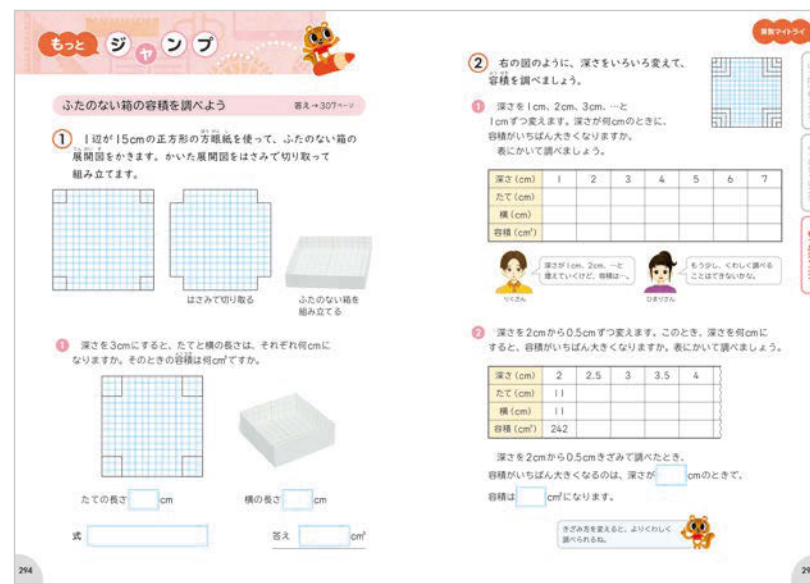 もっと ジャンプ
ふたのない箱の容積を調べよう 答え→307ページ
① 1辺が15cmの正方形の方眼紙を使って、ふたのない箱の
展開図をかきます。かいた展開図をはさみで切り取って
組み立てます。
はさみで切り取る
ふたのない箱を
組み立てる
1 深さを3cmにすると、たてと横の長さは、それぞれ何cmに
なりますか。そのときの容積は何cm³ですか。
たての長さ cm 横の長さ cm
式 答え cm³
294
算数マイトライ
② 右の図のように、深さをいろいろ変えて、
容積を調べましょう。
1 深さを1cm、2cm、3cm、…と
1cmずつ変えます。深さが何cmのときに、
容積がいちばん大きくなりますか。
表にかいて調べましょう。
深さ(cm) 1 2 3 4 5 6 7
たて(cm)
横(cm)
容積(cm³)
深さが1cm、2cm、…と
増えていくけど、容積は…。
りくさん
もう少し、くわしく調べる
ことはできないかな。
ひまりさん
2 深さを2cmから0.5cmずつ変えます。このとき、深さを何cmに
すると、容積がいちばん大きくなりますか。表にかいて調べましょう。
深さ(cm) 2 2.5 3 3.5 4
たて(cm) 11
横(cm) 11
容積(cm³) 242
深さを2cmから0.5cmきざみで調べたとき、
容積がいちばん大きくなるのは、深さが cmのときで、
容積は cm³になります。
きざみ方を変えると、よりくわしく
調べられるね。